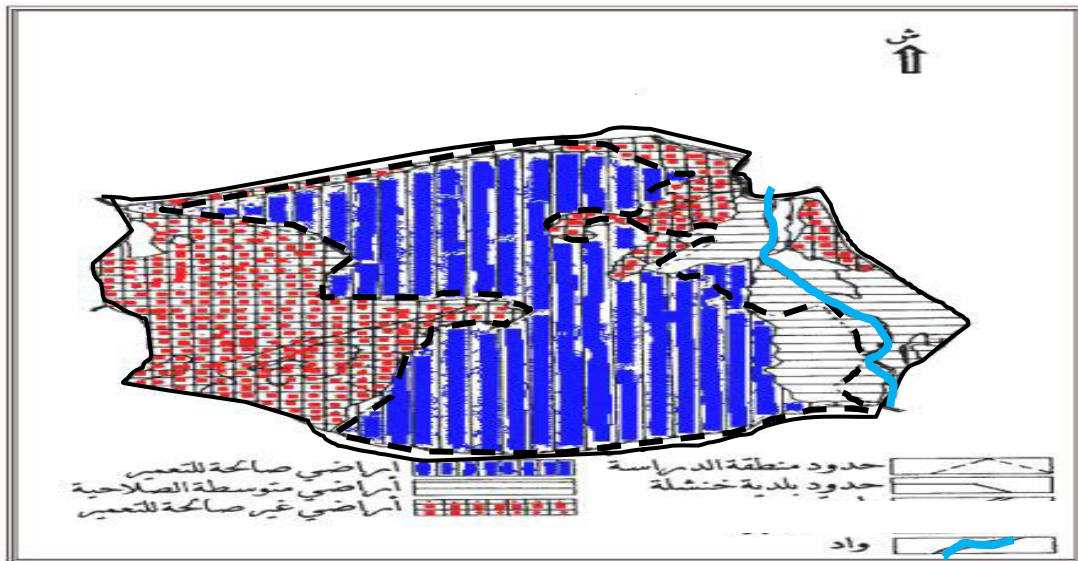 ش
أراضي صالحة للتعمير
أراضي متوسطة الصلاحية
أراضي غير صالحة للتعمير
حدود منطقة الدراسة
حدود بلدية خنشلة
واد